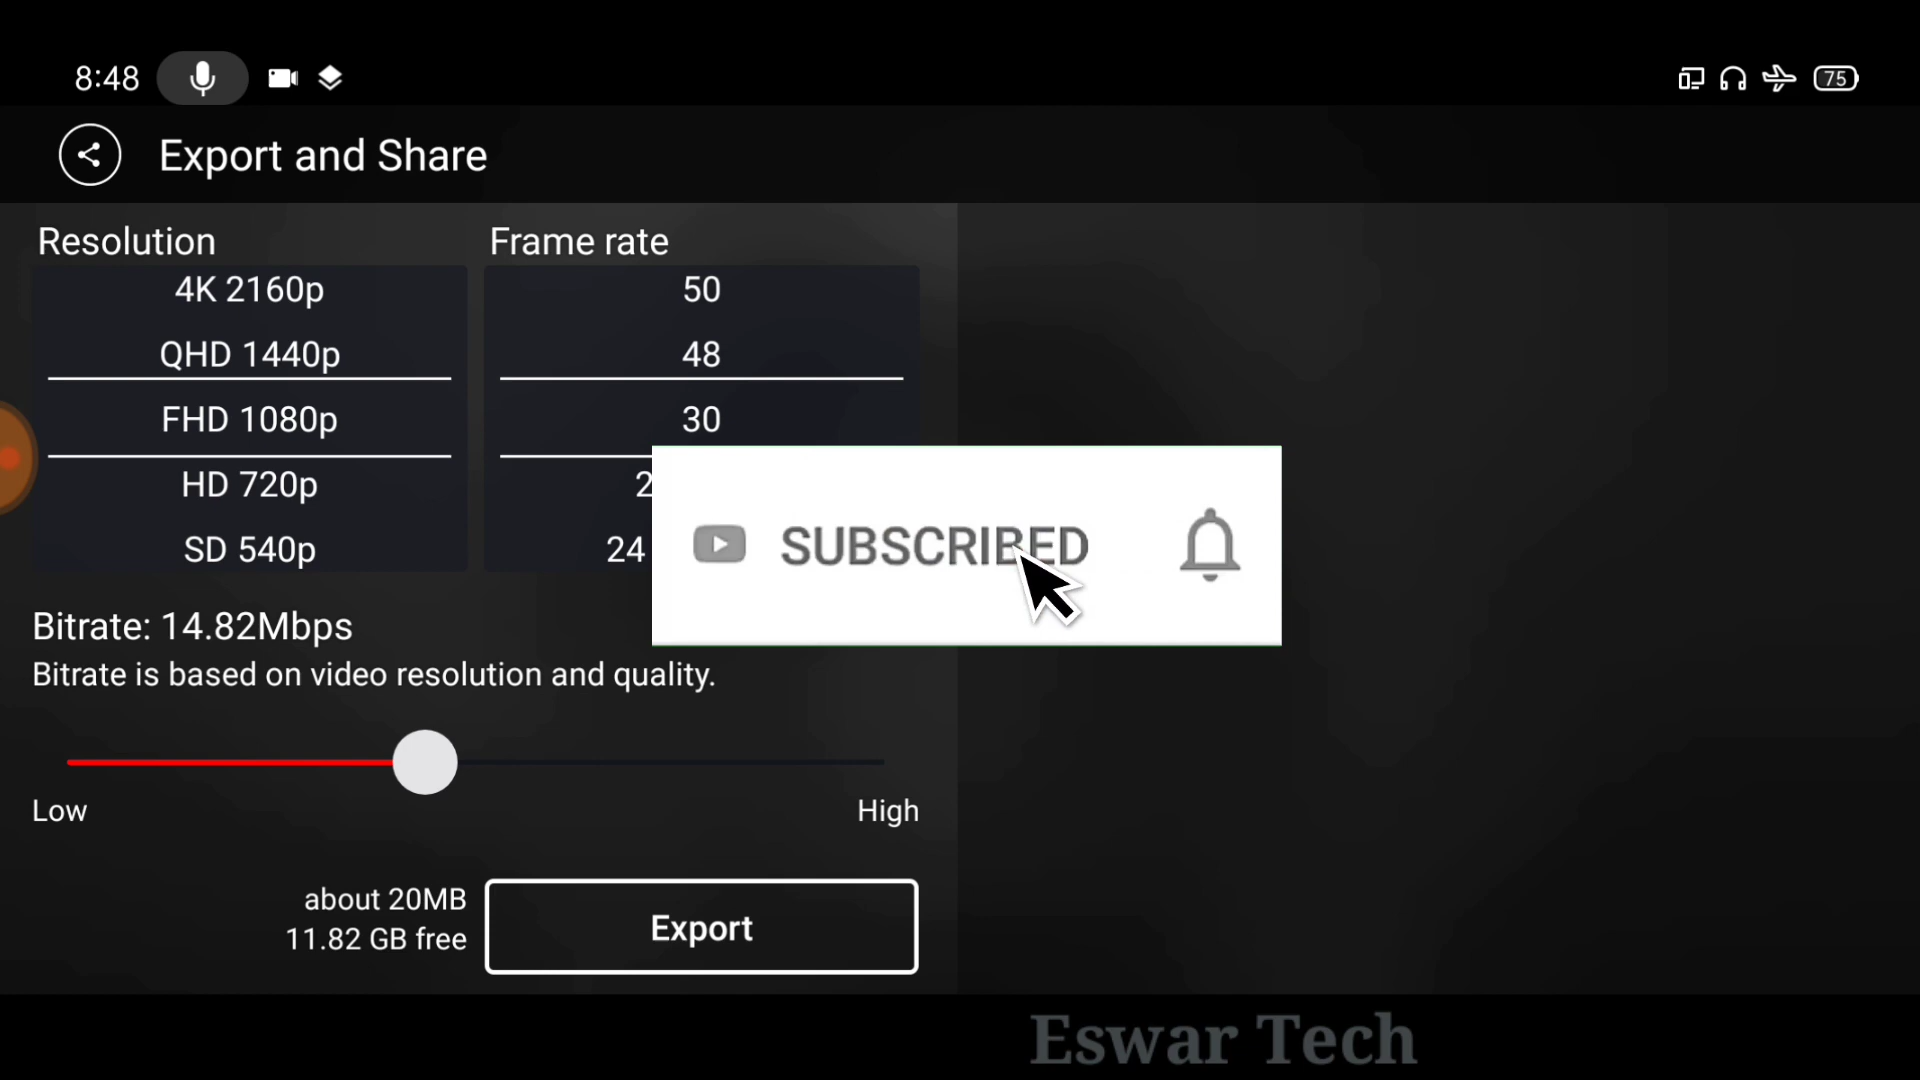 8:48
75
Export and Share
Resolution
Frame rate
4K 2160p
50
QHD 1440p
48
FHD 1080p
30
HD 720p
2
SD 540p
24
SUBSCRIBED
Bitrate: 14.82Mbps
Bitrate is based on video resolution and quality.
Low
High
about 20MB
11.82 GB free
Export
Eswar Tech